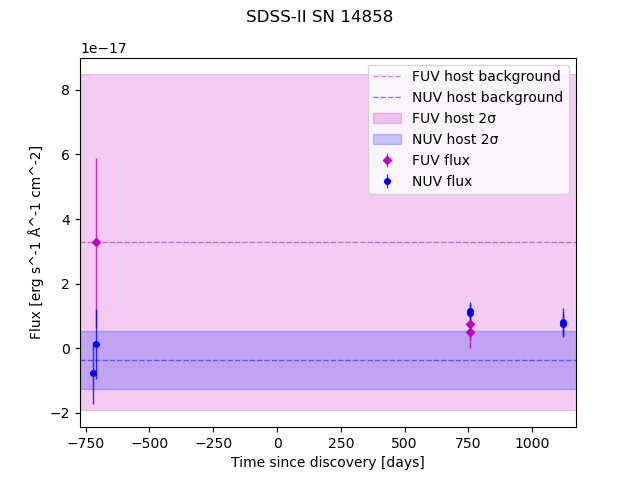 SDSS-II SN 14858
1e−17
FUV host background
NUV host background
FUV host 2σ
NUV host 2σ
FUV flux
NUV flux
8
6
4
2
0
−2
Flux [erg s^-1 Å^-1 cm^-2]
−750
−500
−250
0
250
500
750
1000
Time since discovery [days]